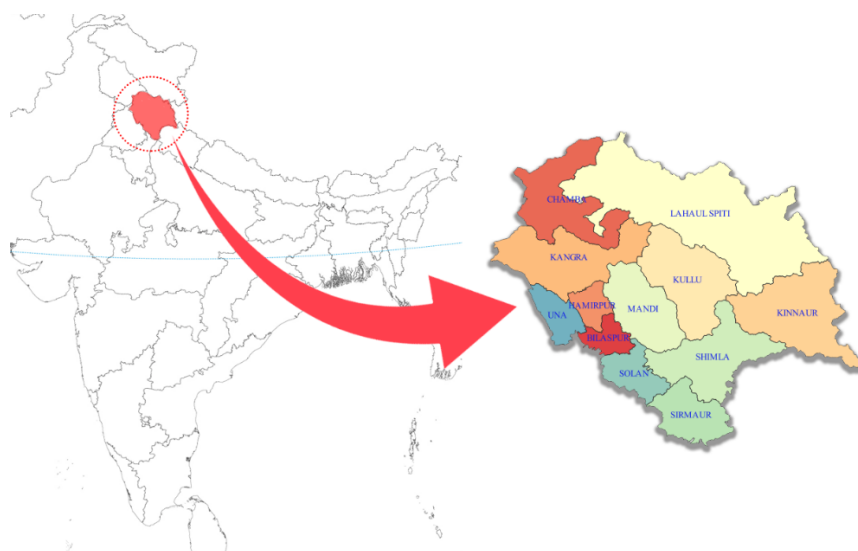 CHAMBA
LAHAUL SPITI
KANGRA
KULLU
HAMIRPUR
UNA
MANDI
KINNAUR
BILASPUR
SHIMLA
SOLAN
SIRMAUR